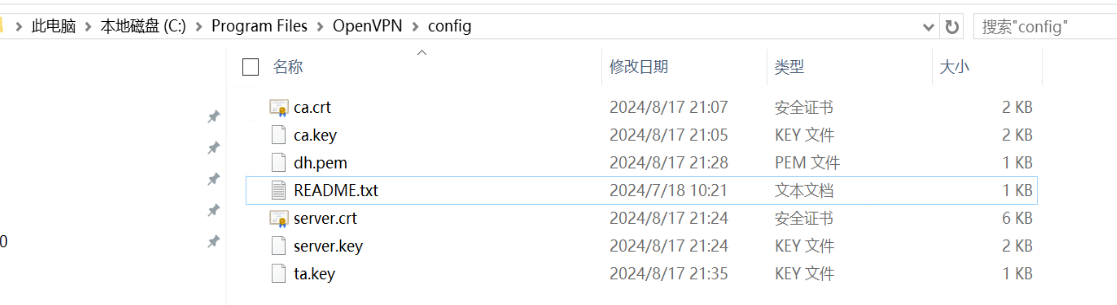 此电脑 > 本地磁盘 (C:) > Program Files > OpenVPN > config 搜索"config"
名称 修改日期 类型 大小
ca.crt 2024/8/17 21:07 安全证书 2 KB
ca.key 2024/8/17 21:05 KEY 文件 2 KB
dh.pem 2024/8/17 21:28 PEM 文件 1 KB
README.txt 2024/7/18 10:21 文本文档 1 KB
server.crt 2024/8/17 21:24 安全证书 6 KB
0
server.key 2024/8/17 21:24 KEY 文件 2 KB
ta.key 2024/8/17 21:35 KEY 文件 1 KB